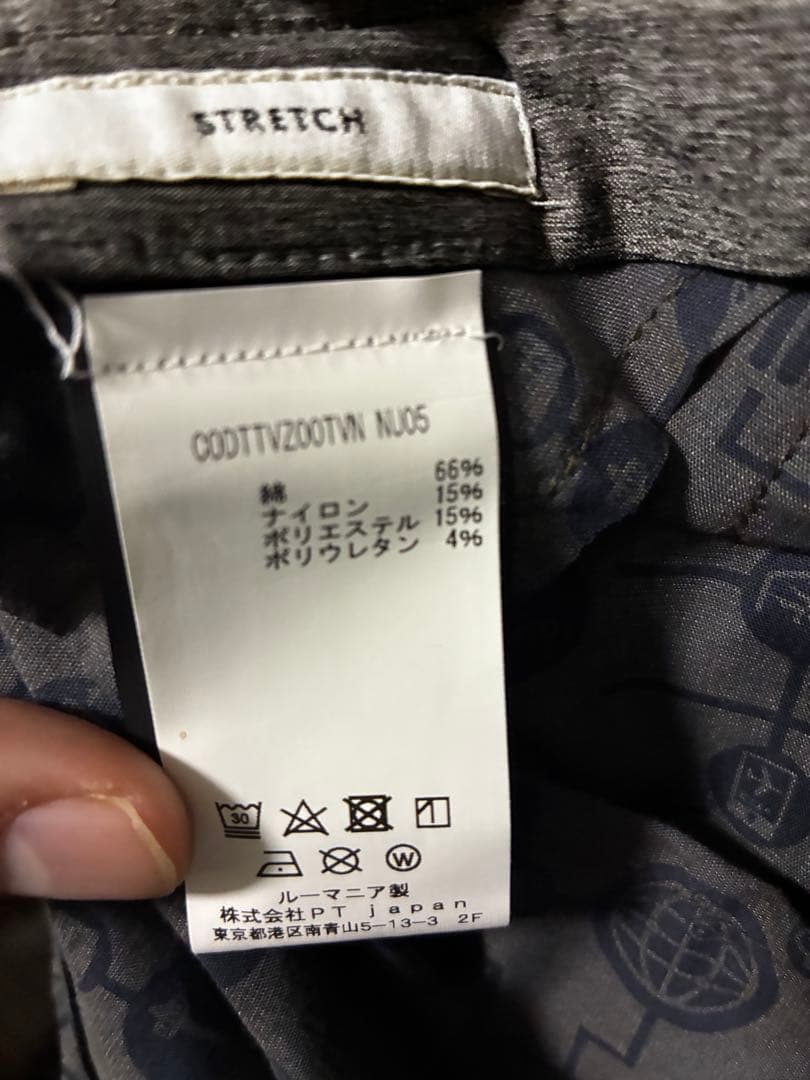 STRETCH
CODTTVZ00TVN NU05
綿 66%
ナイロン 15%
ポリエステル 15%
ポリウレタン 4%
30
W
ルーマニア製
株式会社PT japan
東京都港区南青山5-13-3 2F